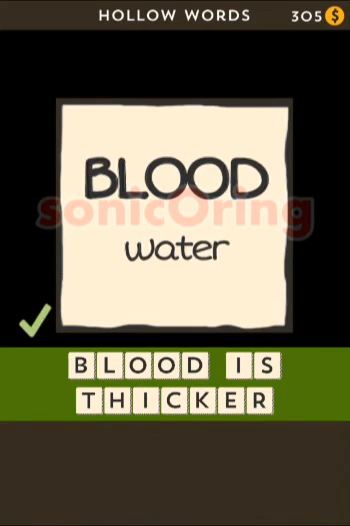 HOLLOW WORDS
305 $
BLOOD
sonicOring
water
BLOOD IS
THICKER